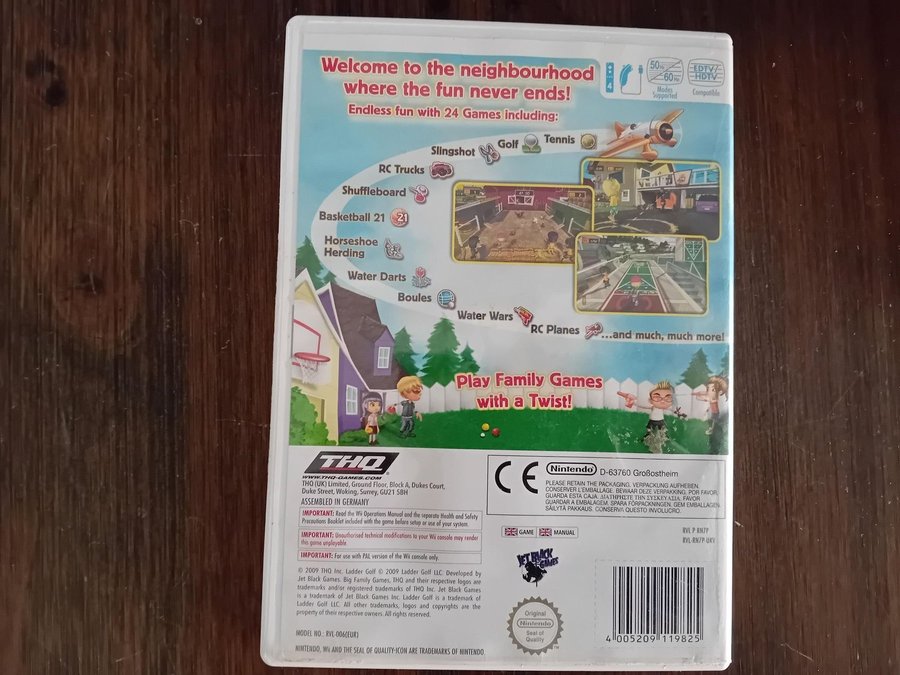 Welcome to the neighbourhood
where the fun never ends!
Endless fun with 24 Games including:
4
50Hz
60Hz
Modes
Supported
EDTV
HDTV
Compatible
Tennis
Golf
Slingshot
RC Trucks
Shuffleboard
Basketball 21
21
Horseshoe
Herding
Water Darts
Boules
Water Wars
RC Planes
...and much, much more!
Play Family Games
with a Twist!
THQ
WWW.THQ-GAMES.COM
THQ (UK) Limited, Ground Floor, Block A, Dukes Court,
Duke Street, Woking, Surrey, GU21 5BH
ASSEMBLED IN GERMANY
IMPORTANT: Read the Wii Operations Manual and the separate Health and Safety
Precautions Booklet included with the game before setup or use of your system.
IMPORTANT: Unauthorised technical modifications to your Wii console may render
this game unplayable.
IMPORTANT: For use with PAL version of the Wii console only.
© 2009 THQ Inc. Ladder Golf © 2009 Ladder Golf LLC. Developed by
Jet Black Games. Big Family Games, THQ and their respective logos are
trademarks and/or registered trademarks of THQ Inc. Jet Black Games
is a trademark of Jet Black Games Inc. Ladder Golf is a trademark of
Ladder Golf LLC. All other trademarks, logos and copyrights are the
property of their respective owners. All rights reserved.
MODEL NO.: RVL-006(EUR)
NINTENDO, Wii AND THE SEAL OF QUALITY-ICON ARE TRADEMARKS OF NINTENDO.
CE
Nintendo
D-63760 Großostheim
PLEASE RETAIN THE PACKAGING. VERPACKUNG AUFHEBEN.
CONSERVER L'EMBALLAGE. BEWAAR DEZE VERPAKKING. POR FAVOR,
GUARDA ESTA CAJA. ΔΙΑΤΗΡΗΣΤΕ ΤΗΝ ΣΥΣΚΕΥΑΣΙΑ. FAVOR
GUARDAR A EMBALAGEM. SPARA FÖRPACKNINGEN. GEM EMBALLAGEN.
SÄILYTÄ PAKKAUS. CONSERVA QUESTO INVOLUCRO.
GAME
MANUAL
RVL P RH7P
RVL-RH7P-UKV
JET BLACK
GAMES
Original
Nintendo
Seal of
Quality
4 005209 119825